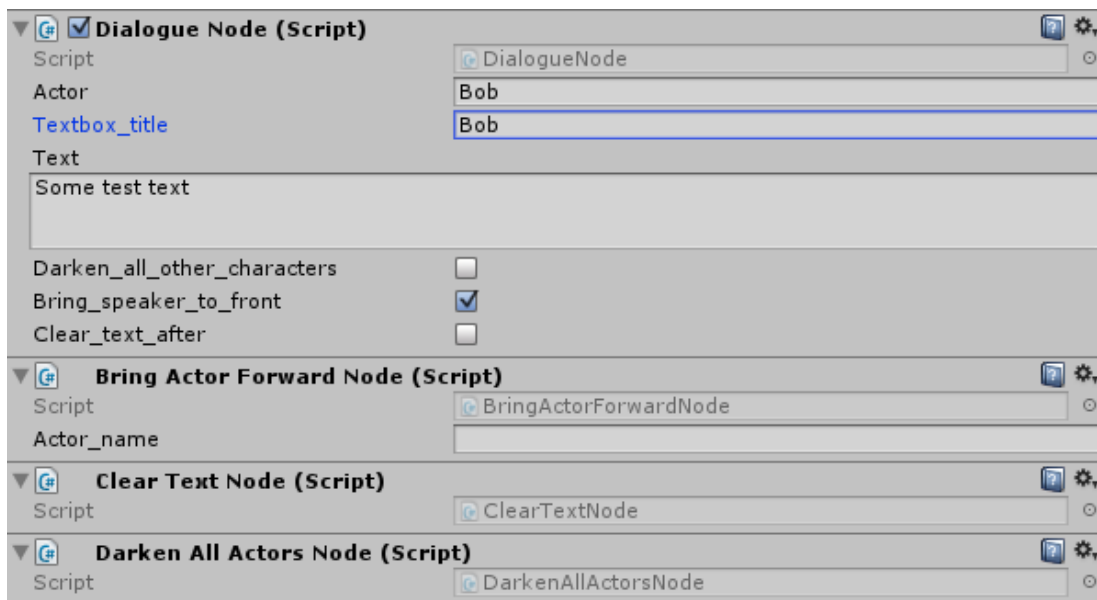 Dialogue Node (Script)
Script DialogueNode
Actor Bob
Textbox_title Bob
Text
Some test text
Darken_all_other_characters
Bring_speaker_to_front
Clear_text_after
Bring Actor Forward Node (Script)
Script BringActorForwardNode
Actor_name
Clear Text Node (Script)
Script ClearTextNode
Darken All Actors Node (Script)
Script DarkenAllActorsNode